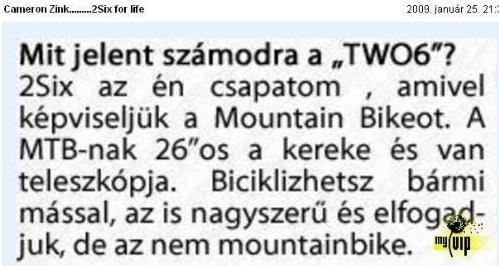 Cameron Zink.........2Six for life
2009. január 25. 21:
Mit jelent számodra a „TWO6”?
2Six az én csapatom , amivel
képviseljük a Mountain Bikeot. A
MTB-nak 26”os a kereke és van
teleszkópja. Biciklizhetsz bármi
mással, az is nagyszerű és elfogad-
juk, de az nem mountainbike.
my VIP